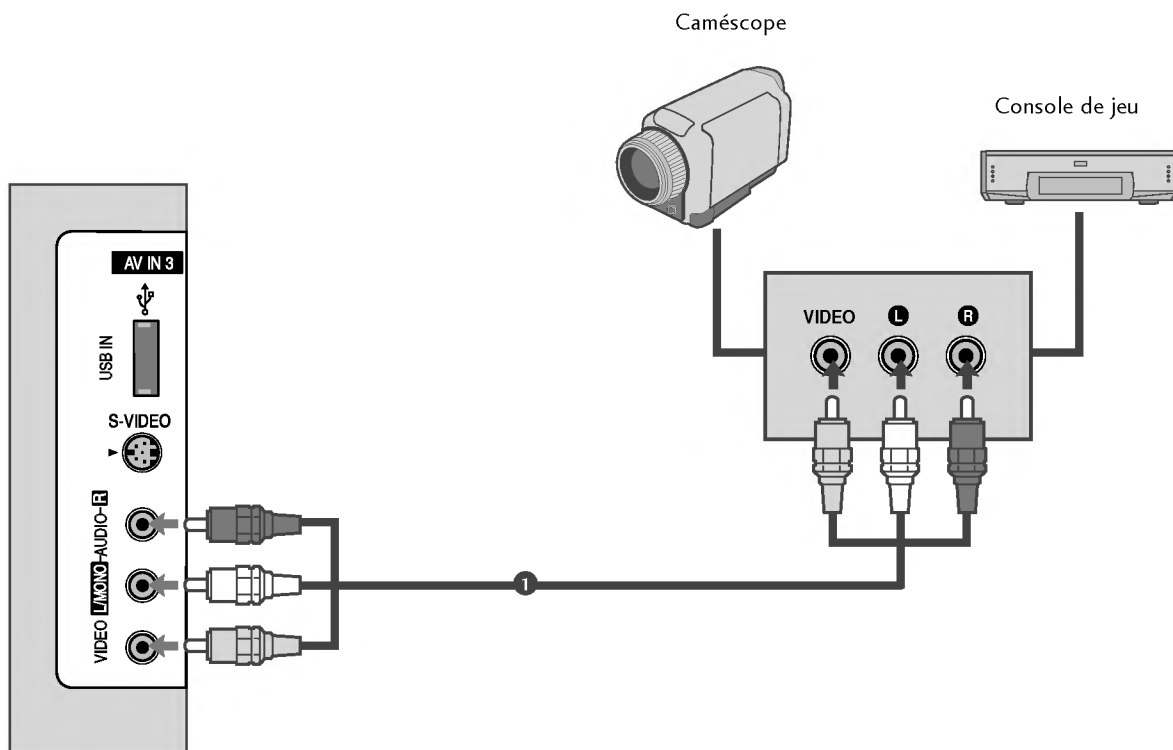 Caméscope
Console de jeu
AV IN 3
USB IN
S-VIDEO
VIDEO L/MONO-AUDIO-R
VIDEO L R
1